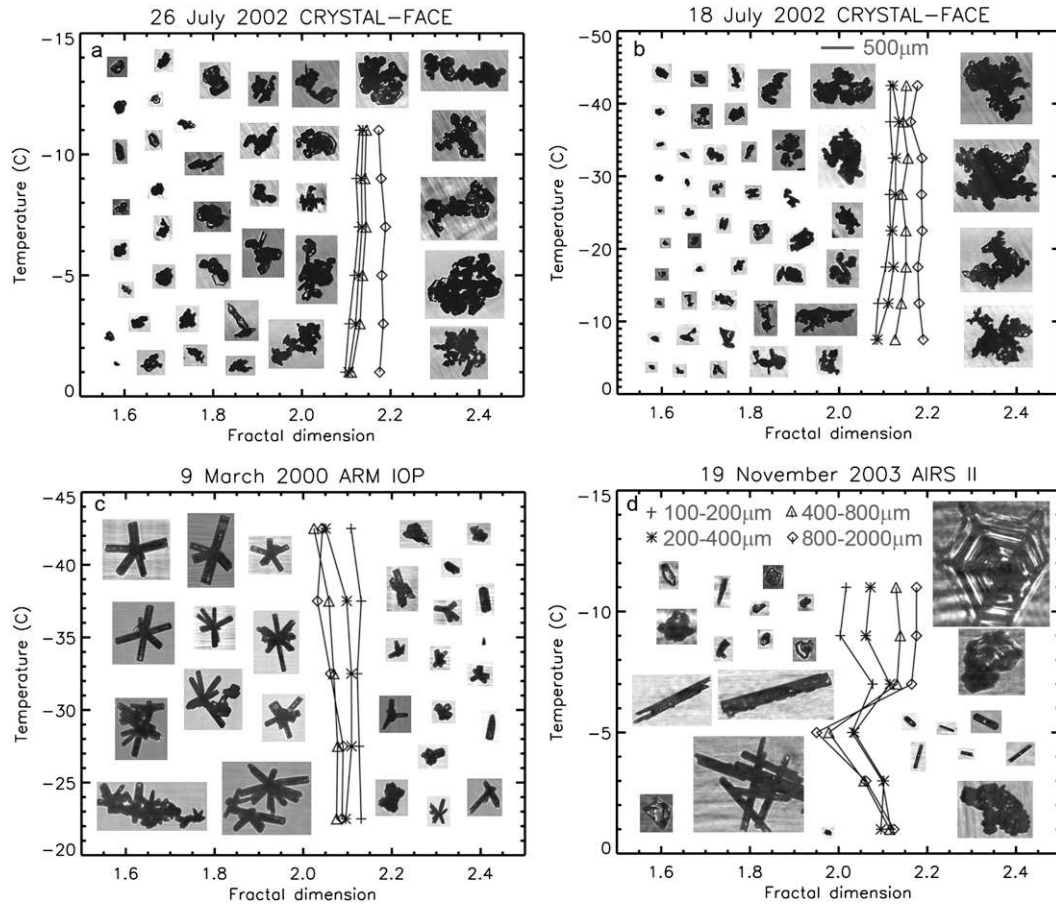 26 July 2002 CRYSTAL-FACE
a
-15
-10
-5
0
Temperature (C)
1.6 1.8 2.0 2.2 2.4
Fractal dimension
18 July 2002 CRYSTAL-FACE
b
500μm
-50
-40
-30
-20
-10
0
Temperature (C)
1.6 1.8 2.0 2.2 2.4
Fractal dimension
9 March 2000 ARM IOP
c
-45
-40
-35
-30
-25
-20
Temperature (C)
1.6 1.8 2.0 2.2 2.4
Fractal dimension
19 November 2003 AIRS II
d
100-200μm 400-800μm
200-400μm 800-2000μm
-15
-10
-5
0
Temperature (C)
1.6 1.8 2.0 2.2 2.4
Fractal dimension